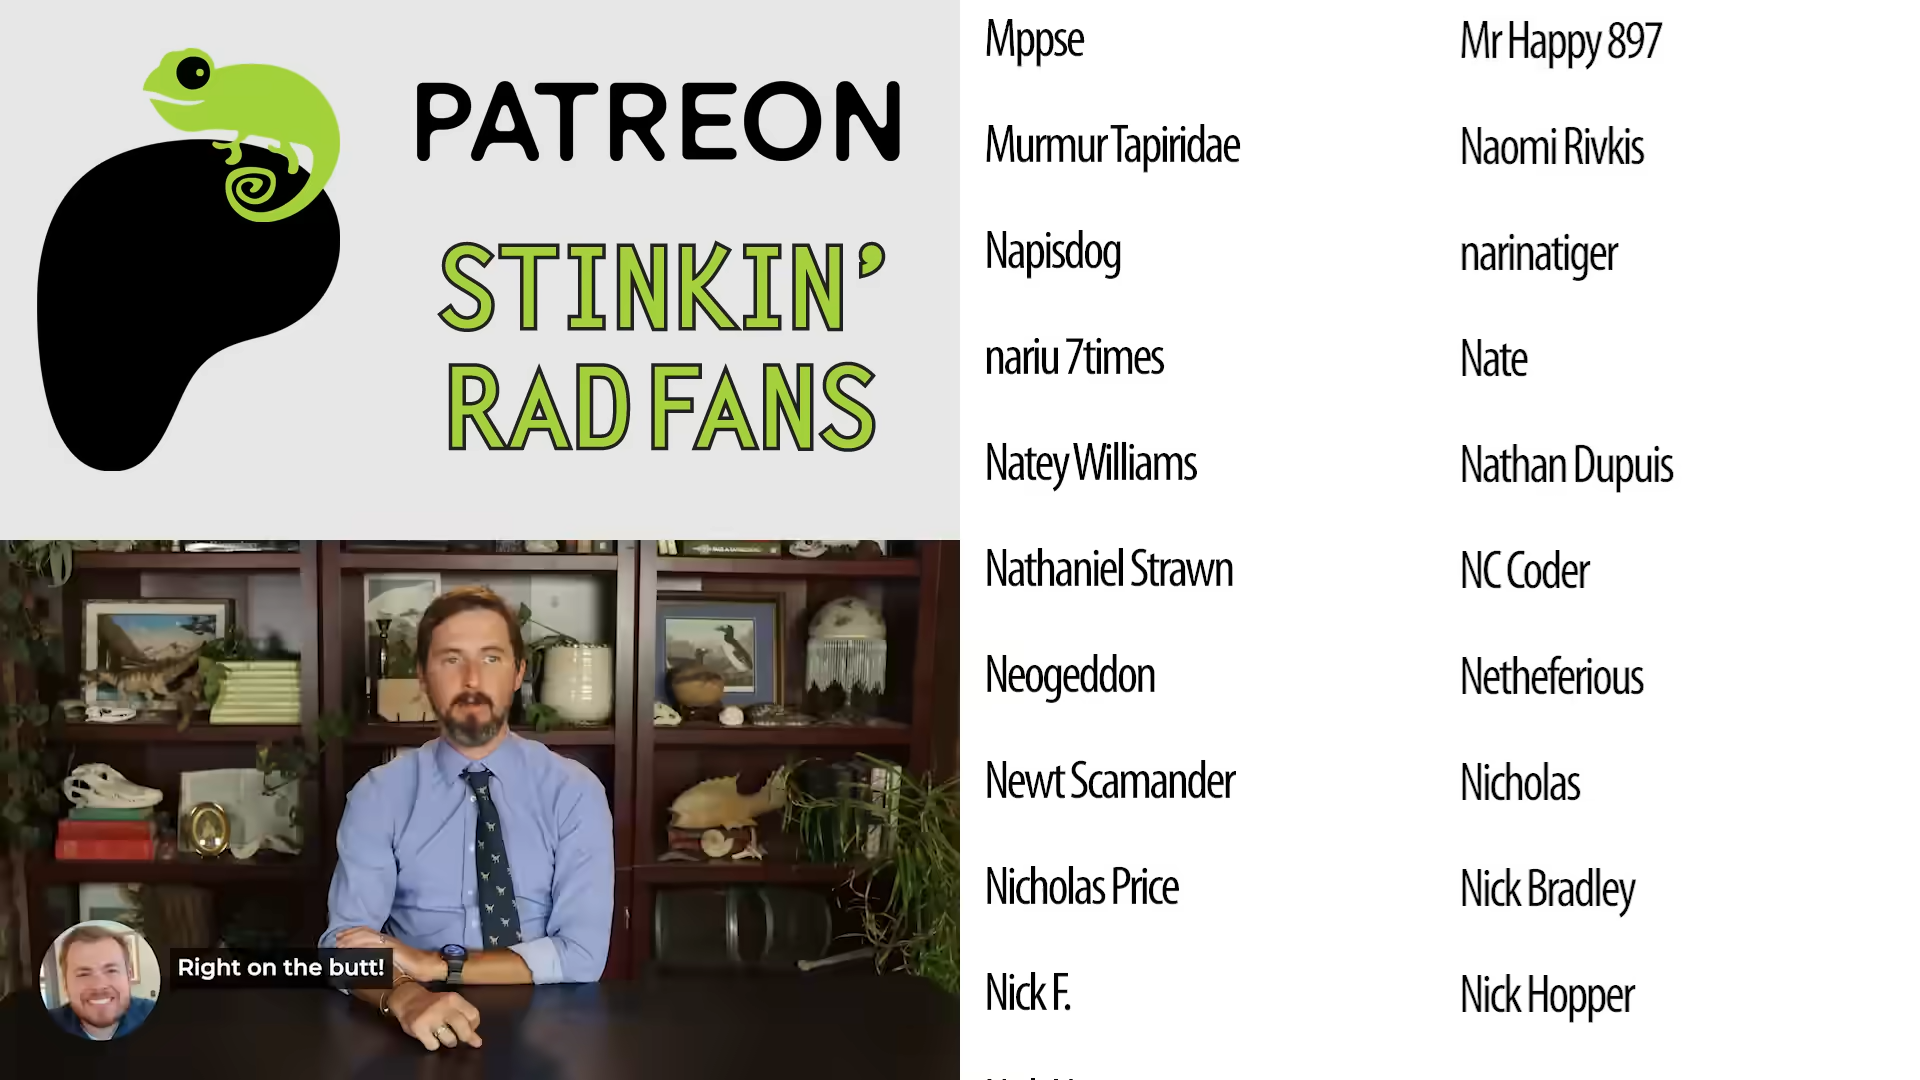 PATREON
STINKIN'
RAD FANS
Right on the butt!
Mppse
Mr Happy 897
Murmur Tapiridae
Naomi Rivkis
Napisdog
narinatiger
nariu 7times
Nate
Natey Williams
Nathan Dupuis
Nathaniel Strawn
NC Coder
Neogeddon
Netheferious
Newt Scamander
Nicholas
Nicholas Price
Nick Bradley
Nick F.
Nick Hopper